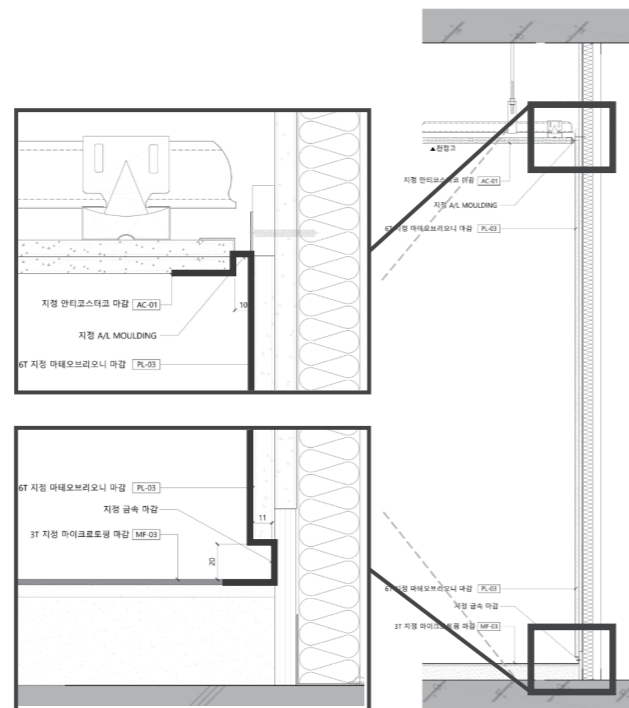 지정 안티코스터코 마감 AC-01
10
지정 A/L MOULDING
6T 지정 마테오브리오니 마감 PL-03
6T 지정 마테오브리오니 마감 PL-03
지정 금속 마감
11
3T 지정 마이크로토핑 마감 MF-03
20
▲천정고
지정 안티코스터코 마감 AC-01
지정 A/L MOULDING
6T 지정 마테오브리오니 마감 PL-03
6T 지정 마테오브리오니 마감 PL-03
지정 금속 마감
3T 지정 마이크로토핑 마감 MF-03